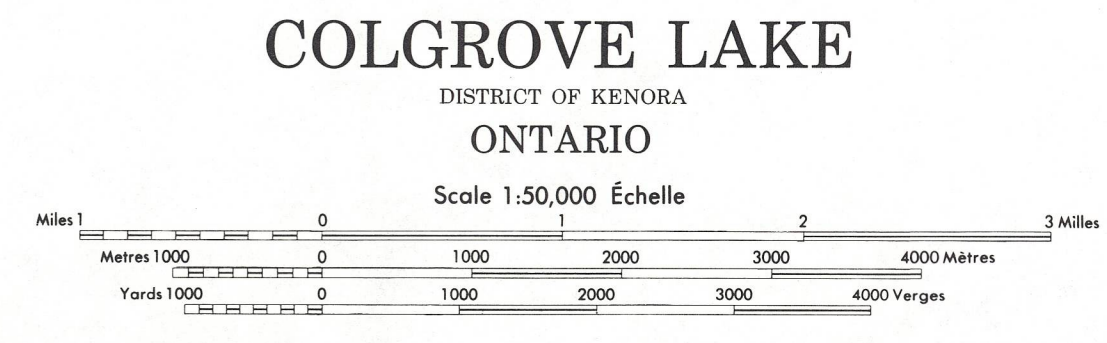 COLGROVE LAKE
DISTRICT OF KENORA
ONTARIO
Scale 1:50,000 Échelle
Miles 1 0 1 2 3 Milles
Metres 1000 0 1000 2000 3000 4000 Mètres
Yards 1000 0 1000 2000 3000 4000 Verges